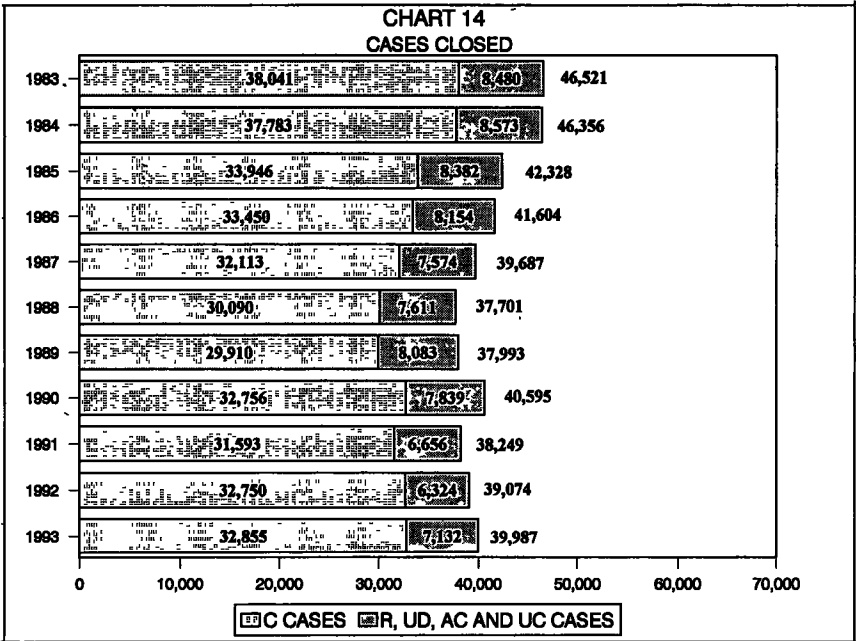 CHART 14
CASES CLOSED
1983 38,041 8,480 46,521
1984 37,783 8,573 46,356
1985 33,946 8,382 42,328
1986 33,450 8,154 41,604
1987 32,113 7,574 39,687
1988 30,090 7,611 37,701
1989 29,910 8,083 37,993
1990 32,756 7,839 40,595
1991 31,593 6,656 38,249
1992 32,750 6,324 39,074
1993 32,855 7,132 39,987
0 10,000 20,000 30,000 40,000 50,000 60,000 70,000
C CASES R, UD, AC AND UC CASES